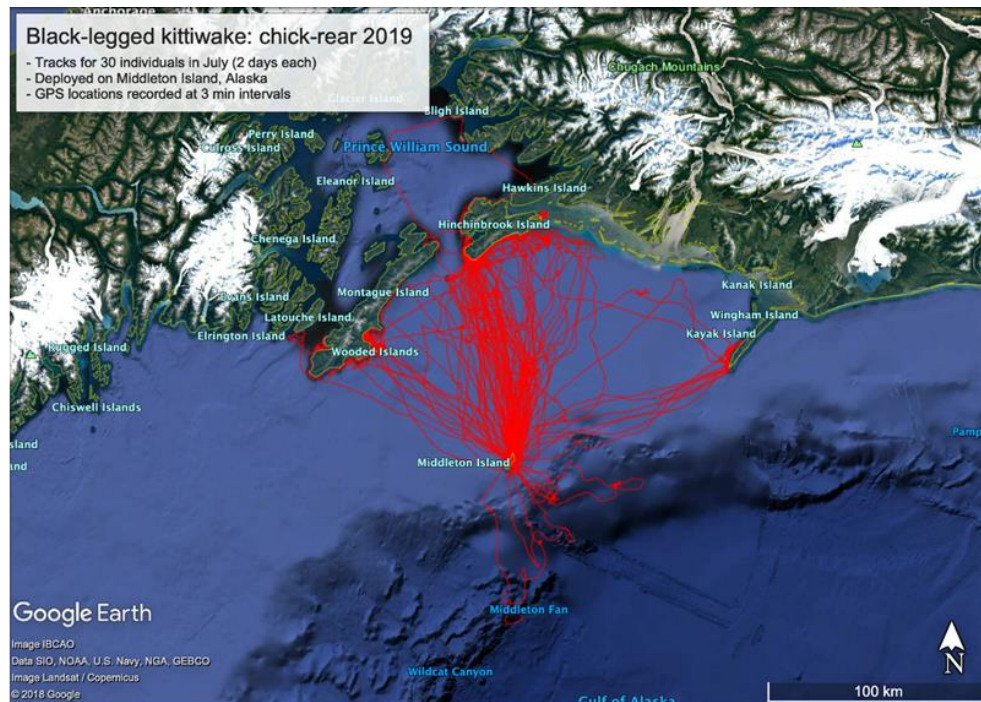 Anchorage
Black-legged kittiwake: chick-rear 2019
- Tracks for 30 individuals in July (2 days each)
- Deployed on Middleton Island, Alaska
- GPS locations recorded at 3 min intervals
Chugach Mountains
Glacier Island
Bligh Island
Perry Island
Culross Island
Prince William Sound
Eleanor Island
Hawkins Island
Hinchinbrook Island
Chenega Island
Montague Island
Kanak Island
Evans Island
Latouche Island
Wingham Island
Elrington Island
Kayak Island
Rugged Island
Wooded Islands
Chiswell Islands
sland
Pamp
Middleton Island
and
Google Earth
Middleton Fan
Image IBCAO
Data SIO, NOAA, U.S. Navy, NGA, GEBCO
Wildcat Canyon
Image Landsat / Copernicus
© 2018 Google
Gulf of Alaska
N
100 km